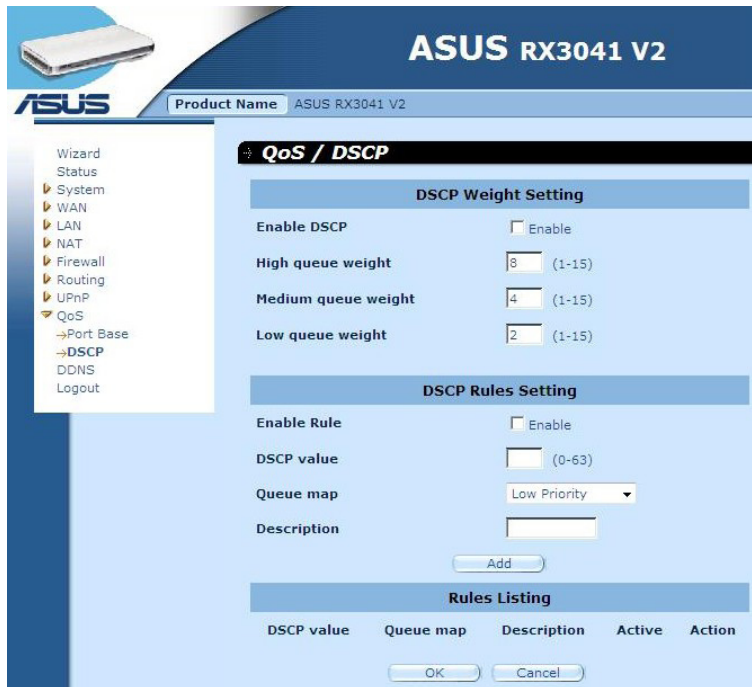 ASUS RX3041 V2
ASUS
Product Name ASUS RX3041 V2
Wizard
Status
System
WAN
LAN
NAT
Firewall
Routing
UPnP
QoS
→Port Base
→DSCP
DDNS
Logout
QoS / DSCP
DSCP Weight Setting
Enable DSCP Enable
High queue weight 8 (1-15)
Medium queue weight 4 (1-15)
Low queue weight 2 (1-15)
DSCP Rules Setting
Enable Rule Enable
DSCP value (0-63)
Queue map Low Priority
Description
Add
Rules Listing
DSCP value Queue map Description Active Action
OK Cancel